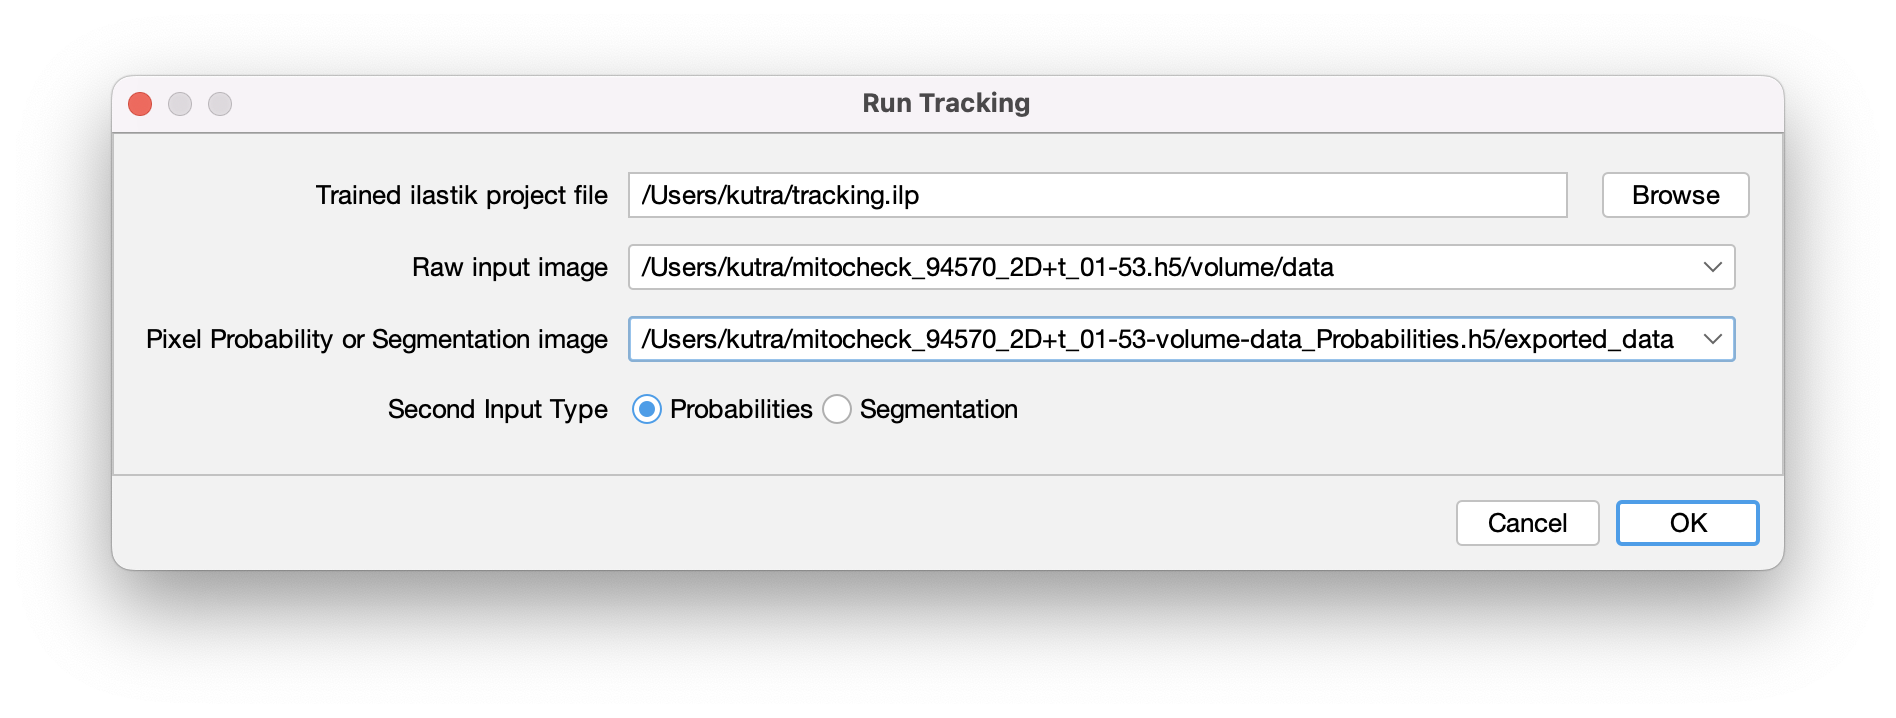 Run Tracking
Trained ilastik project file /Users/kutra/tracking.ilp Browse
Raw input image /Users/kutra/mitocheck_94570_2D+t_01-53.h5/volume/data
Pixel Probability or Segmentation image /Users/kutra/mitocheck_94570_2D+t_01-53-volume-data_Probabilities.h5/exported_data
Second Input Type Probabilities Segmentation
Cancel OK